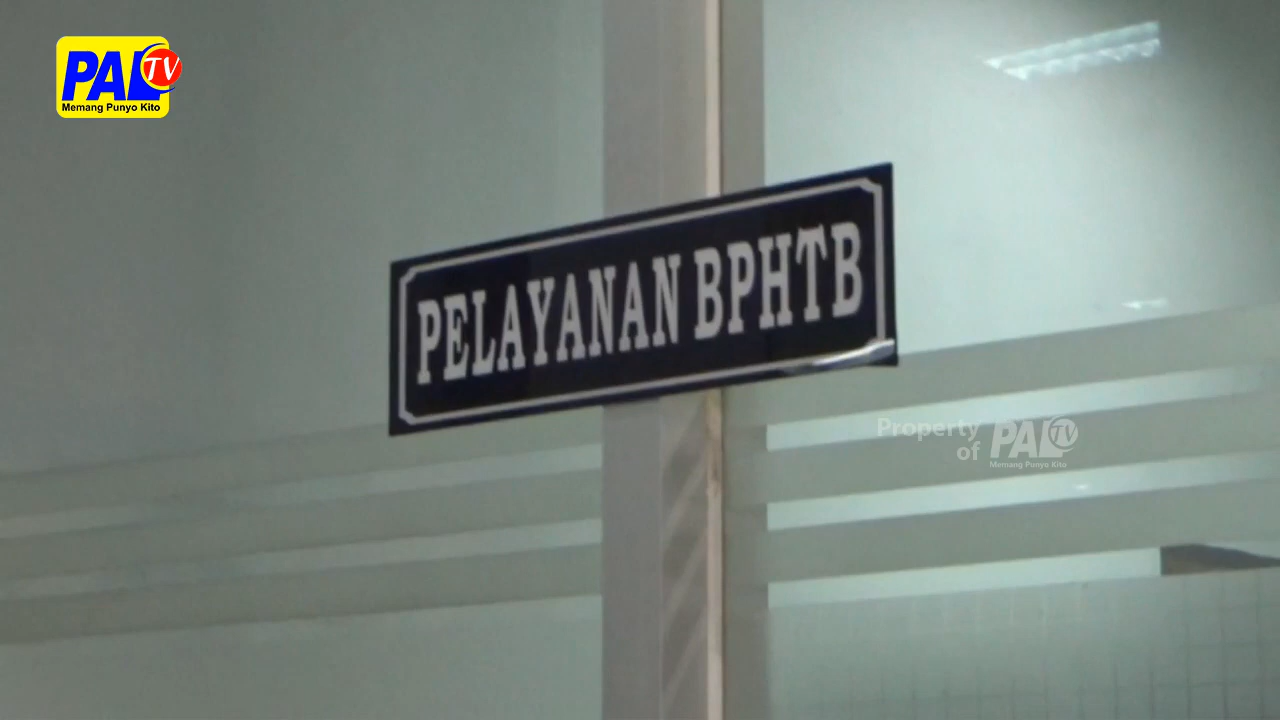 PAL TV
Memang Punyo Kito
PELAYANAN BPHTB
Property
of PAL TV
Memang Punyo Kito